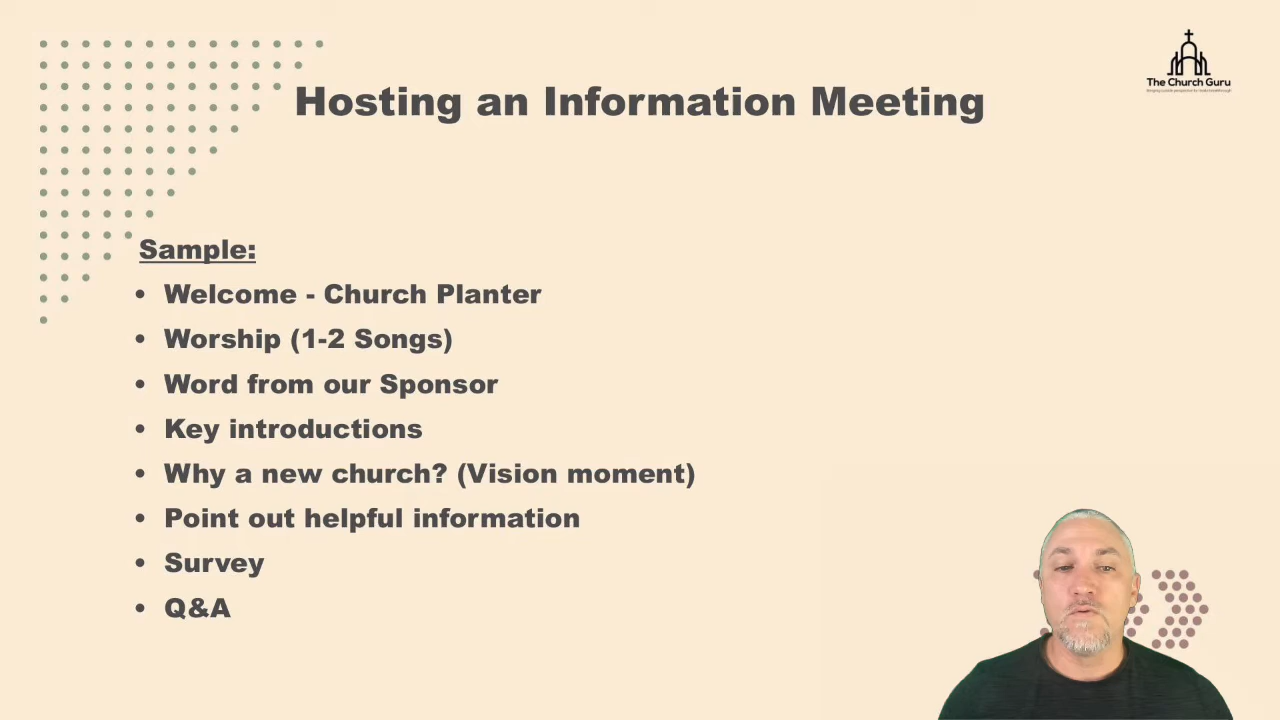 The Church Guru
Hosting an Information Meeting
Sample:
• Welcome - Church Planter
• Worship (1-2 Songs)
• Word from our Sponsor
• Key introductions
• Why a new church? (Vision moment)
• Point out helpful information
• Survey
• Q&A